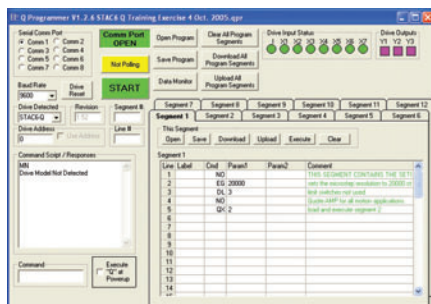 Q Programmer V1.2.6 STAC6 Q Training Exercise 4 Oct. 2005.qpr
Serial Comm Port
Comm 1 Comm 2
Comm 3 Comm 4
Comm 5 Comm 6
Comm 7 Comm 8
Comm Port OPEN
Not Polling
START
Open Program
Save Program
Data Monitor
Clear All Program Segments
Download All Program Segments
Upload All Program Segments
Drive Input Status
X1 X2 X3 X4 X5 X6 X7
Drive Outputs
Y1 Y2 Y3
Baud Rate
9600
Drive Reset
Drive Detected
STAC6-Q
Revision
Segment #:
Drive Address
0
Use Address
Line #:
Command Script / Responses
MN
Drive Model Not Detected
Command:
Execute "Q" at Powerup
Segment 7 Segment 8 Segment 9 Segment 10 Segment 11 Segment 12
Segment 1 Segment 2 Segment 3 Segment 4 Segment 5 Segment 6
This Segment
Open Save Download Upload Execute Clear
Segment 1
Line Label Cmd Param1 Param2 Comment
1 NO THIS SEGMENT CONTAINS THE SETU
2 EG 20000 sets the microstep resolution to 20000
3 DL 3 limit switches not used
4 NO AMP for all motion applications
5 QX 2 load and execute segment 2
6
7
8
9
10
11
12
13
14